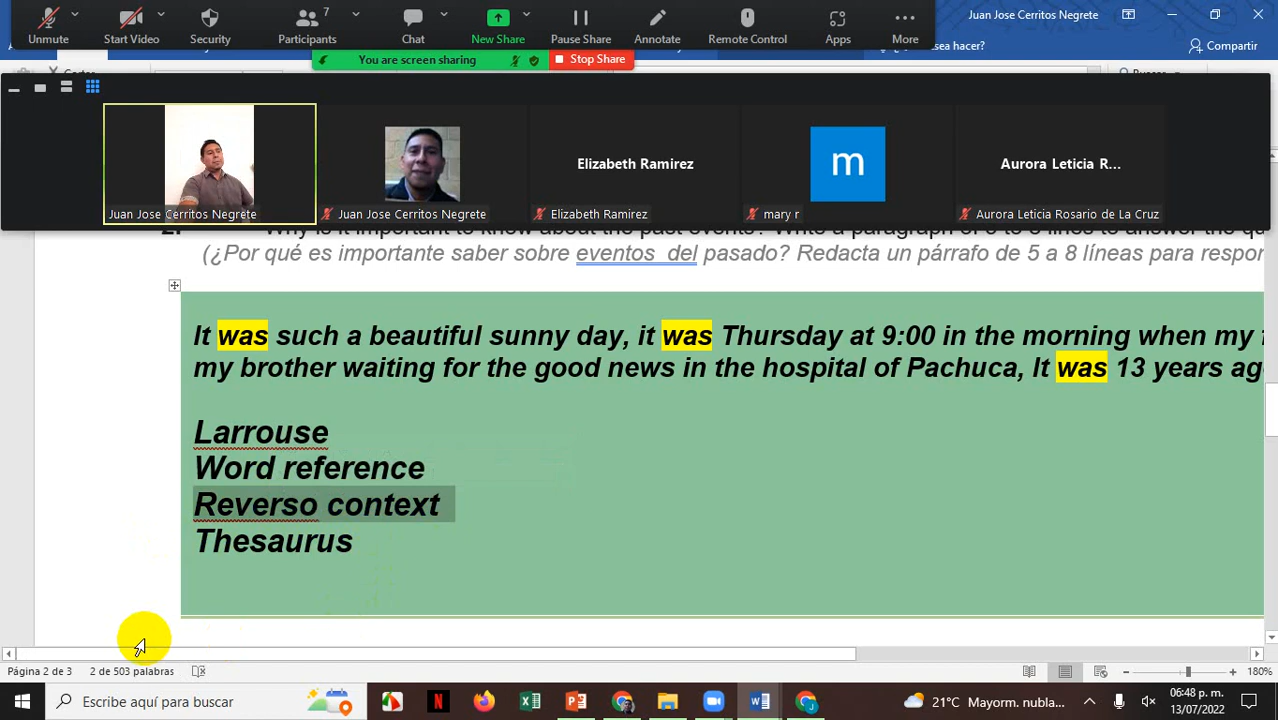 Juan Jose Cerritos Negrete
7
Unmute
Start Video
Security
Participants
Chat
New Share
Pause Share
Annotate
Remote Control
Apps
More
Compartir
You are screen sharing
Stop Share
Elizabeth Ramirez
m
Aurora Leticia R...
Juan Jose Cerritos Negrete
Juan Jose Cerritos Negrete
Elizabeth Ramirez
mary r
Aurora Leticia Rosario de La Cruz
(¿Por qué es importante saber sobre eventos del pasado? Redacta un párrafo de 5 a 8 líneas para respor
It was such a beautiful sunny day, it was Thursday at 9:00 in the morning when my f
my brother waiting for the good news in the hospital of Pachuca, It was 13 years ag
Larrouse
Word reference
Reverso context
Thesaurus
Página 2 de 3
2 de 503 palabras
180%
Escribe aquí para buscar
21°C Mayorm. nubla...
06:48 p. m.
13/07/2022